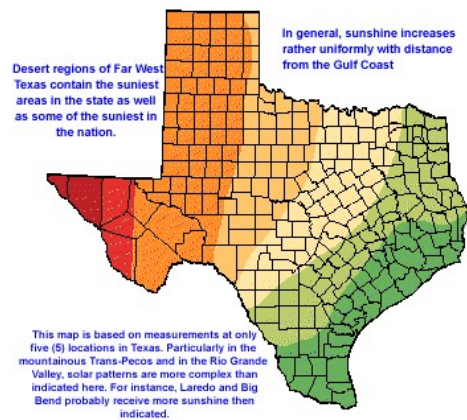 In general, sunshine increases
rather uniformly with distance
from the Gulf Coast
Desert regions of Far West
Texas contain the suniest
areas in the state as well
as some of the suniest in
the nation.
This map is based on measurements at only
five (5) locations in Texas. Particularly in the
mountainous Trans-Pecos and in the Rio Grande
Valley, solar patterns are more complex than
indicated here. For instance, Laredo and Big
Bend probably receive more sunshine then
indicated.